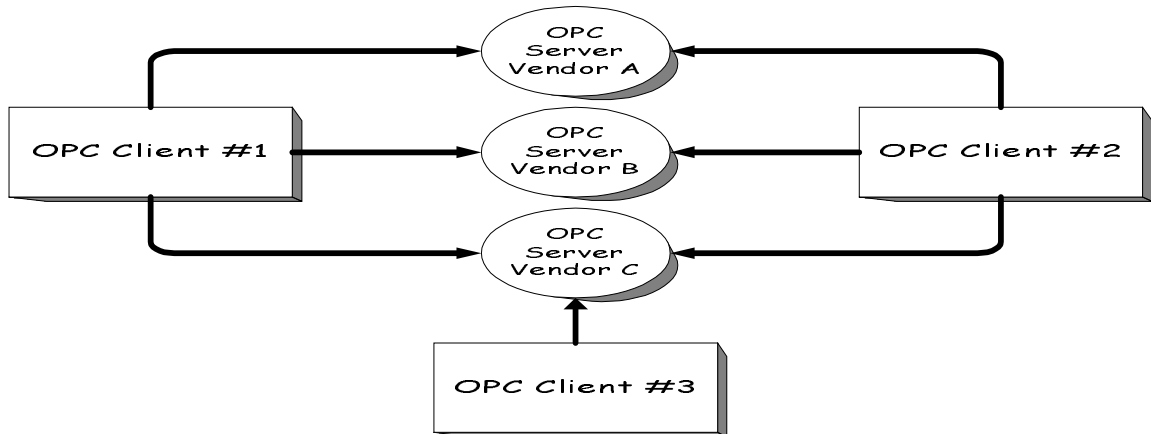 OPC
Server
Vendor A
OPC Client #1
OPC
Server
Vendor B
OPC Client #2
OPC
Server
Vendor C
OPC Client #3